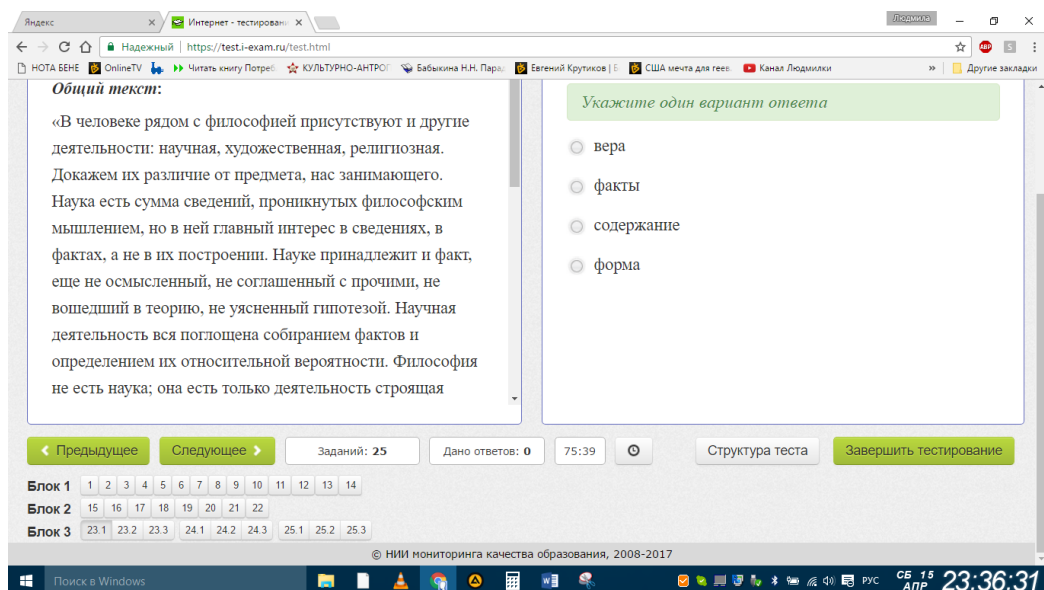 Яндекс
Интернет - тестировани
Людмила
Надежный
https://test.i-exam.ru/test.html
ABP
S
НОТА БЕНЕ
OnlineTV
Читать книгу Потреб
КУЛЬТУРНО-АНТРОП
Бабыкина Н.Н. Пара
Евгений Крутиков | Б
США мечта для геев
Канал Людмилки
»
Другие закладки
Общий текст:
«В человеке рядом с философией присутствуют и другие
деятельности: научная, художественная, религиозная.
Докажем их различие от предмета, нас занимающего.
Наука есть сумма сведений, проникнутых философским
мышлением, но в ней главный интерес в сведениях, в
фактах, а не в их построении. Науке принадлежит и факт,
еще не осмысленный, не соглашенный с прочими, не
вошедший в теорию, не уясненный гипотезой. Научная
деятельность вся поглощена собиранием фактов и
определением их относительной вероятности. Философия
не есть наука; она есть только деятельность строящая
Укажите один вариант ответа
вера
факты
содержание
форма
Предыдущее
Следующее
Заданий: 25
Дано ответов: 0
75:39
Структура теста
Завершить тестирование
Блок 1 1 2 3 4 5 6 7 8 9 10 11 12 13 14
Блок 2 15 16 17 18 19 20 21 22
Блок 3 23.1 23.2 23.3 24.1 24.2 24.3 25.1 25.2 25.3
© НИИ мониторинга качества образования, 2008-2017
Поиск в Windows
РУС
СБ 15
АПР
23:36:31